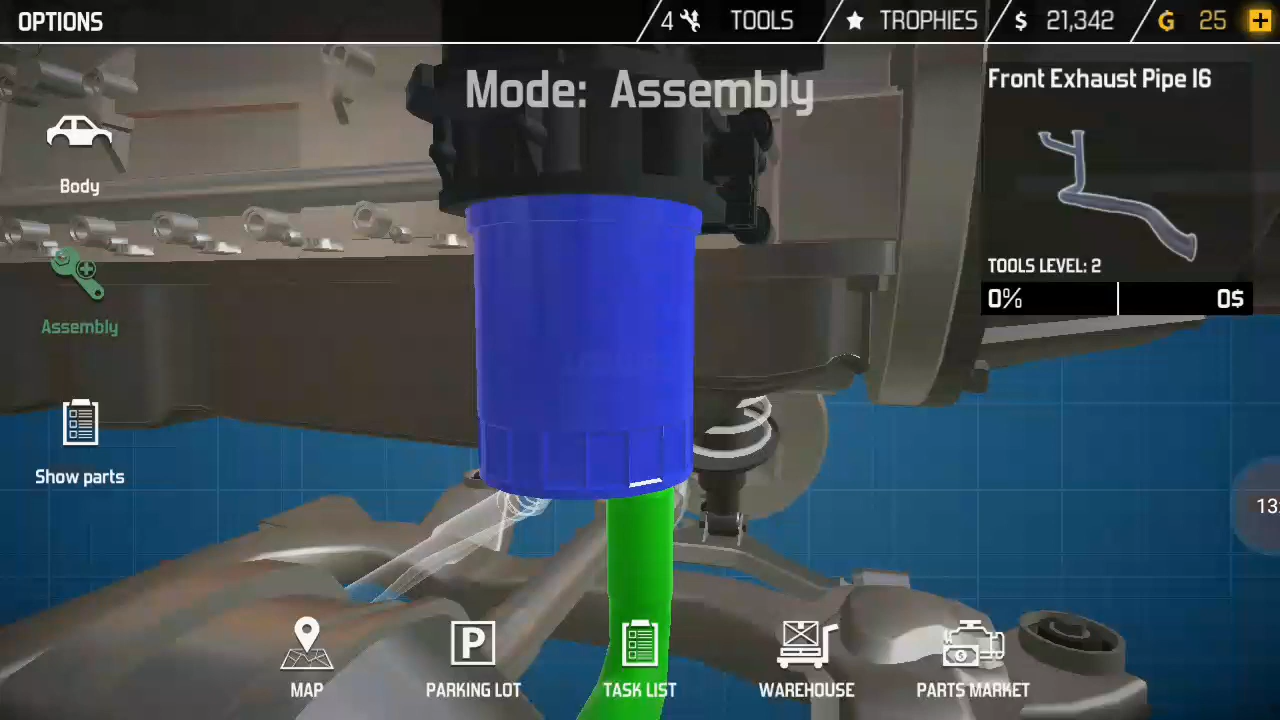 OPTIONS
4
TOOLS
TROPHIES
$ 21,342
G 25
Mode: Assembly
Front Exhaust Pipe I6
TOOLS LEVEL: 2
0%
0$
Body
Assembly
Show parts
13:
MAP
P
PARKING LOT
TASK LIST
WAREHOUSE
$
PARTS MARKET